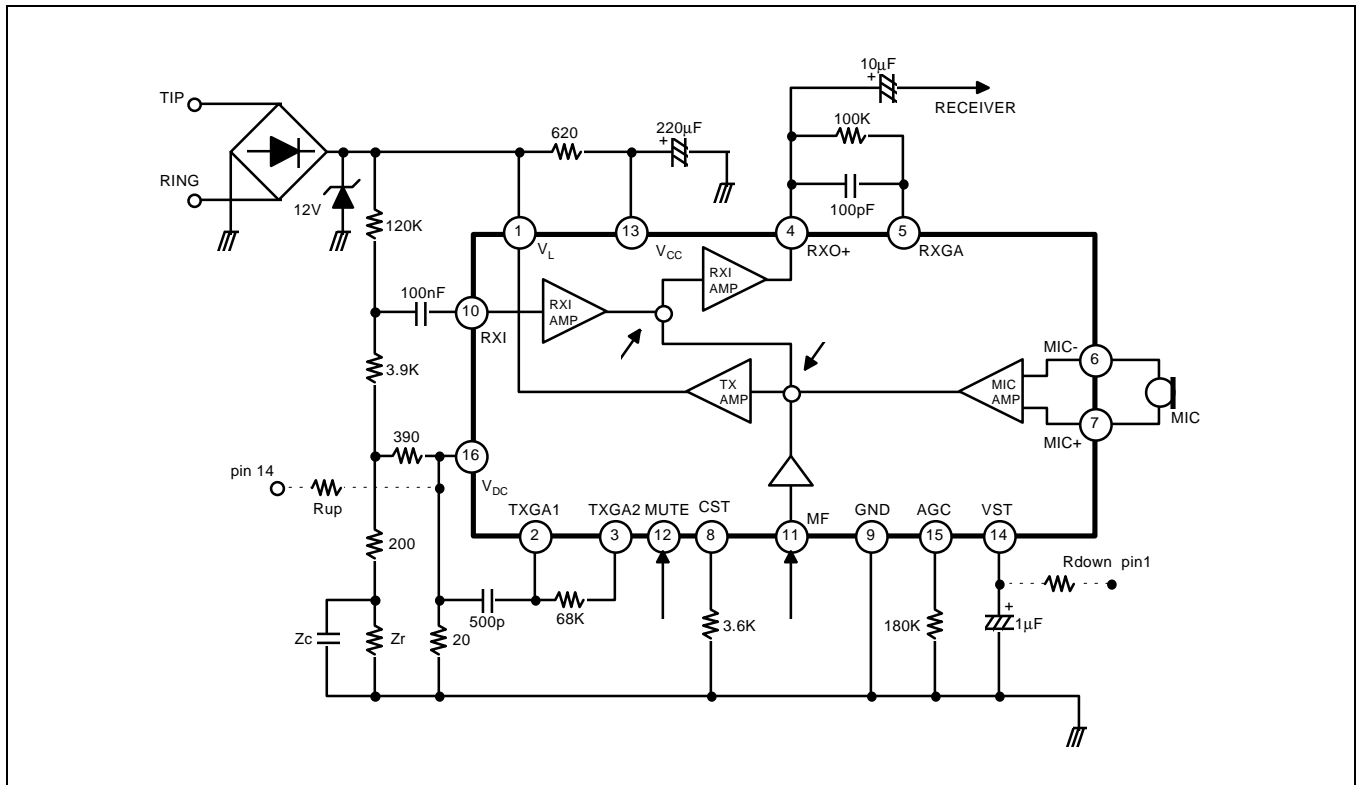 10μF
+
TIP
RECEIVER
620
220μF
+
100K
RING
12V
100pF
120K
1
13
4
5
V_L
V_CC
RXO+
RXGA
100nF
RXI
AMP
RXI
AMP
10
RXI
MIC-
6
3.9K
TX
AMP
MIC
AMP
MIC
7
390
MIC+
16
pin 14
V_DC
Rup
TXGA1
TXGA2
MUTE
CST
MF
GND
AGC
VST
2
3
12
8
11
9
15
14
200
Rdown pin1
500p
68K
+
Zc
Zr
20
3.6K
180K
1μF